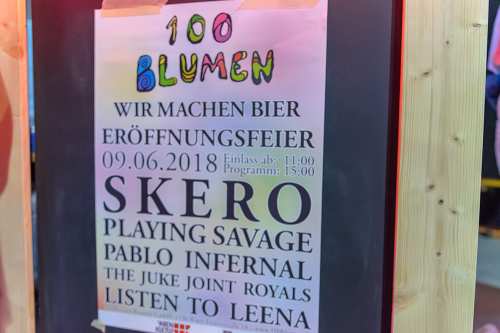 100
BLUMEN
WIR MACHEN BIER
ERÖFFNUNGSFEIER
09.06.2018 Einlass ab: 11:00
Programm: 15:00
SKERO
PLAYING SAVAGE
PABLO INFERNAL
THE JUKE JOINT ROYALS
LISTEN TO LEENA